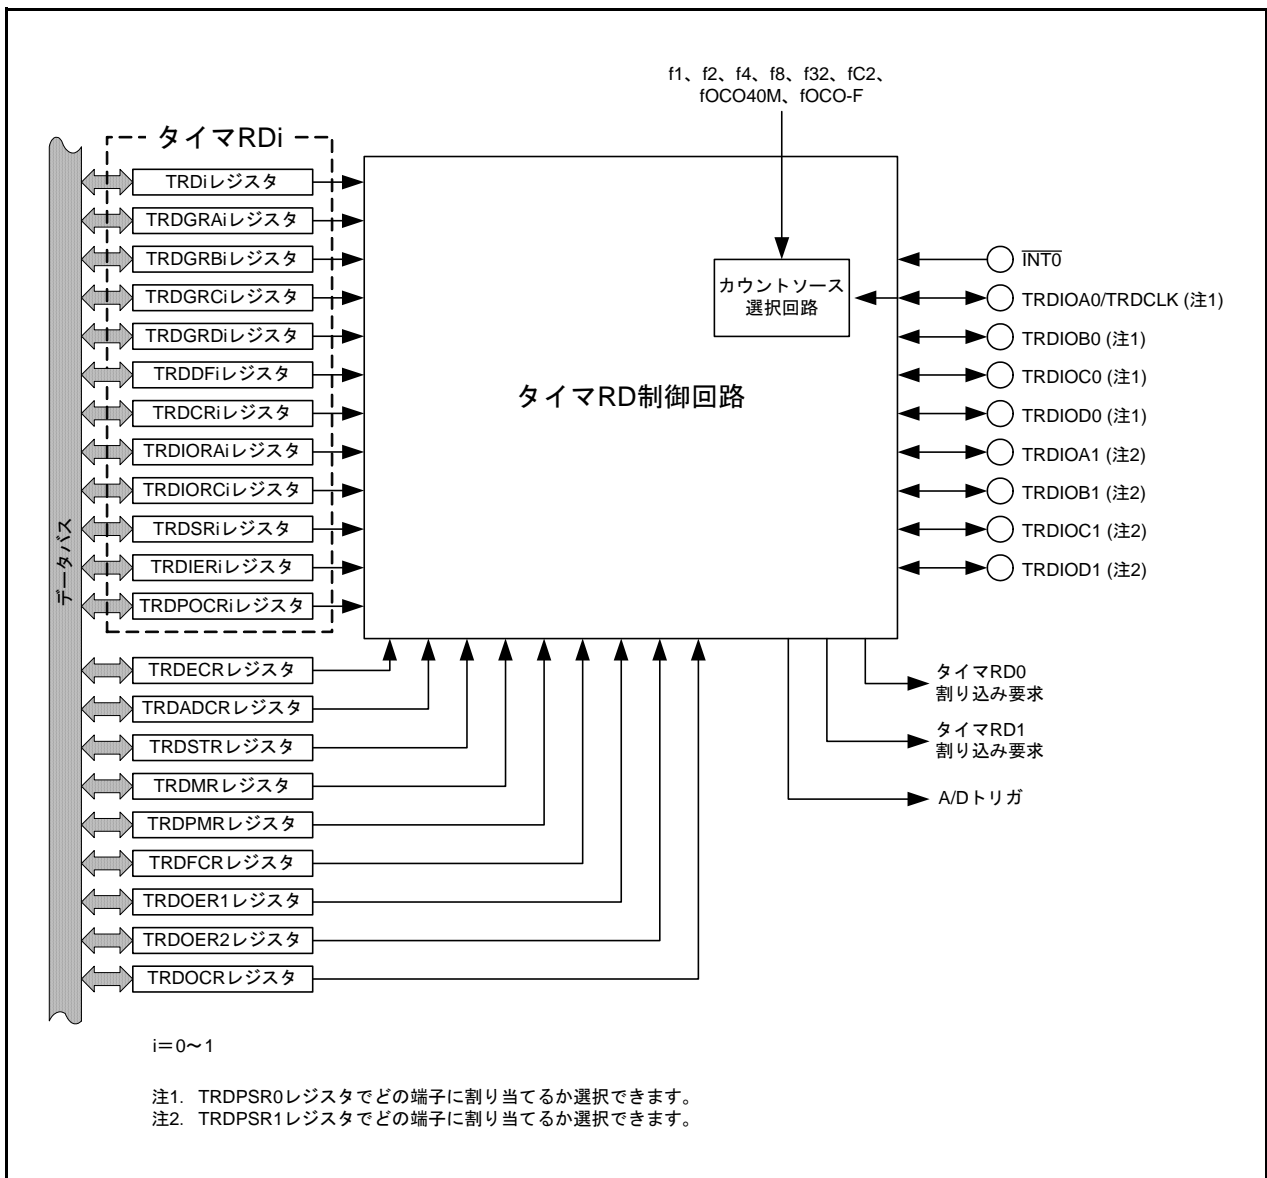 f1、f2、f4、f8、f32、fC2、
fOCO40M、fOCO-F
タイマRDi
TRDiレジスタ
TRDGRAiレジスタ
TRDGRBiレジスタ
TRDGRCiレジスタ
TRDGRDiレジスタ
TRDDFiレジスタ
TRDCRiレジスタ
TRDIORAiレジスタ
TRDIORCiレジスタ
TRDSRiレジスタ
TRDIERiレジスタ
TRDPOCRiレジスタ
データバス
カウントソース
選択回路
タイマRD制御回路
INT0
TRDIOA0/TRDCLK (注1)
TRDIOB0 (注1)
TRDIOC0 (注1)
TRDIOD0 (注1)
TRDIOA1 (注2)
TRDIOB1 (注2)
TRDIOC1 (注2)
TRDIOD1 (注2)
TRDECRレジスタ
TRDADCRレジスタ
TRDSTRレジスタ
TRDMRレジスタ
TRDPMRレジスタ
TRDFCRレジスタ
TRDOER1レジスタ
TRDOER2レジスタ
TRDOCRレジスタ
タイマRD0
割り込み要求
タイマRD1
割り込み要求
A/Dトリガ
i＝0～1
注1. TRDPSR0レジスタでどの端子に割り当てるか選択できます。
注2. TRDPSR1レジスタでどの端子に割り当てるか選択できます。